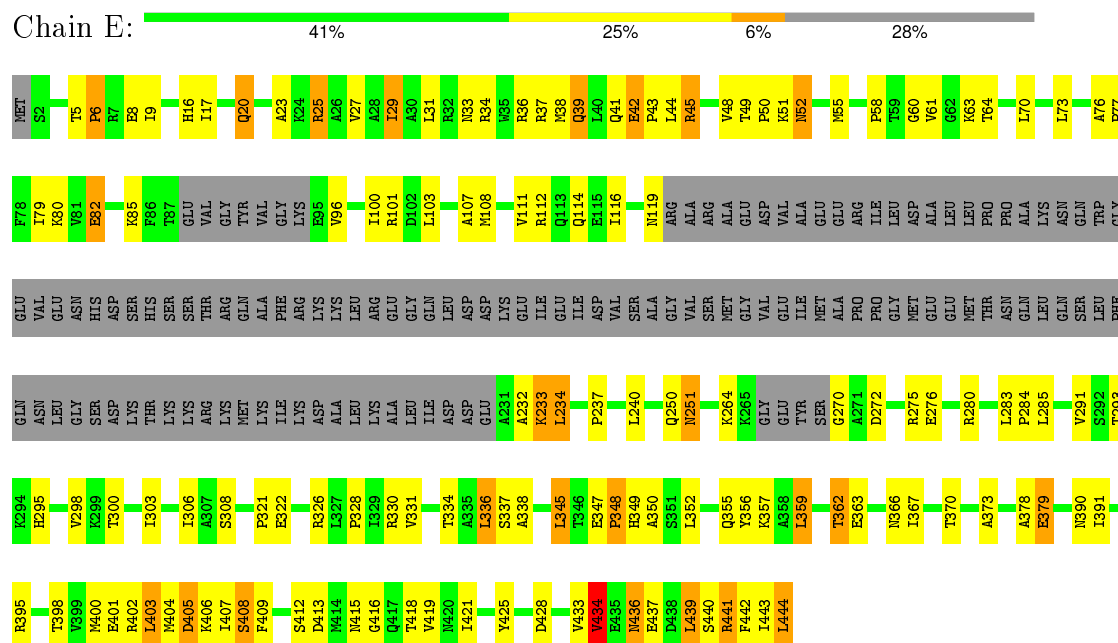 Chain E:
41% 25% 6% 28%
MET S2 T5 P6 R7 E8 I9 H16 I17 Q20 A23 K24 R25 A26 V27 A28 I29 A30 L31 R32 N33 R34 W35 R36 R37 M38 Q39 L40 Q41 E42 P43 L44 R45 V48 T49 P50 K51 N52 M55 P58 T59 G60 V61 G62 K63 T64 L70 L73 A76
F78 I79 K80 V81 E82 K85 F86 T87 GLU VAL GLY TYR VAL GLY LYS E95 V96 I100 R101 D102 L103 A107 M108 V111 R112 Q113 Q114 E115 I116 N119 ARG ALA ARG ALA GLU ASP VAL ALA GLU GLU ARG ILE LEU ASP ALA LEU LEU PRO PRO ALA LYS ASN GLN TRP GLY
GLU VAL GLU ASN HIS ASP SER HIS SER SER THR ARG GLN ALA PHE ARG LYS LYS LEU ARG GLU GLY GLN LEU ASP ASP LYS GLU ILE GLU ILE ASP VAL SER ALA GLY VAL SER MET GLY VAL GLU ILE MET ALA PRO PRO GLY MET GLU GLU MET THR ASN GLN LEU GLN SER LEU PHE
GLN ASN LEU GLY SER ASP LYS THR LYS LYS ARG LYS MET LYS ILE LYS ASP ALA LEU LYS ALA LEU ILE ASP ASP GLU A231 A232 K233 L234 P237 L240 Q250 N251 K264 K265 GLY GLU TYR SER G270 A271 D272 R275 E276 R280 L283 P284 L285 V291 S292 T293
K294 H295 V298 K299 T300 I303 I306 A307 S308 P321 E322 R326 L327 P328 I329 R330 V331 T334 A335 L336 S337 A338 L345 T346 E347 P348 H349 A350 S351 L352 Q355 Y356 K357 A358 L359 T362 E363 N366 I367 T370 A373 A378 E379 N390 I391
R395 T398 V399 M400 E401 R402 L403 M404 D405 K406 I407 S408 F409 S412 D413 M414 N415 G416 Q417 T418 V419 N420 I421 Y425 D428 V433 V434 E435 N436 E437 D438 L439 S440 R441 F442 I443 L444